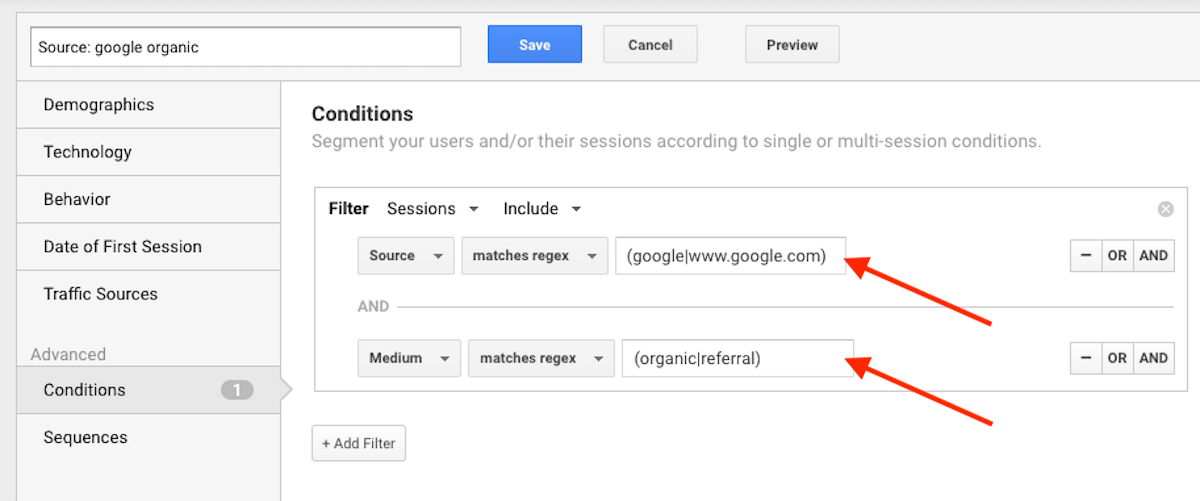 Source: google organic
Save
Cancel
Preview
Demographics
Technology
Behavior
Date of First Session
Traffic Sources
Advanced
Conditions 1
Sequences
Conditions
Segment your users and/or their sessions according to single or multi-session conditions.
Filter Sessions Include
Source matches regex (google|www.google.com) − OR AND
AND
Medium matches regex (organic|referral) − OR AND
+ Add Filter